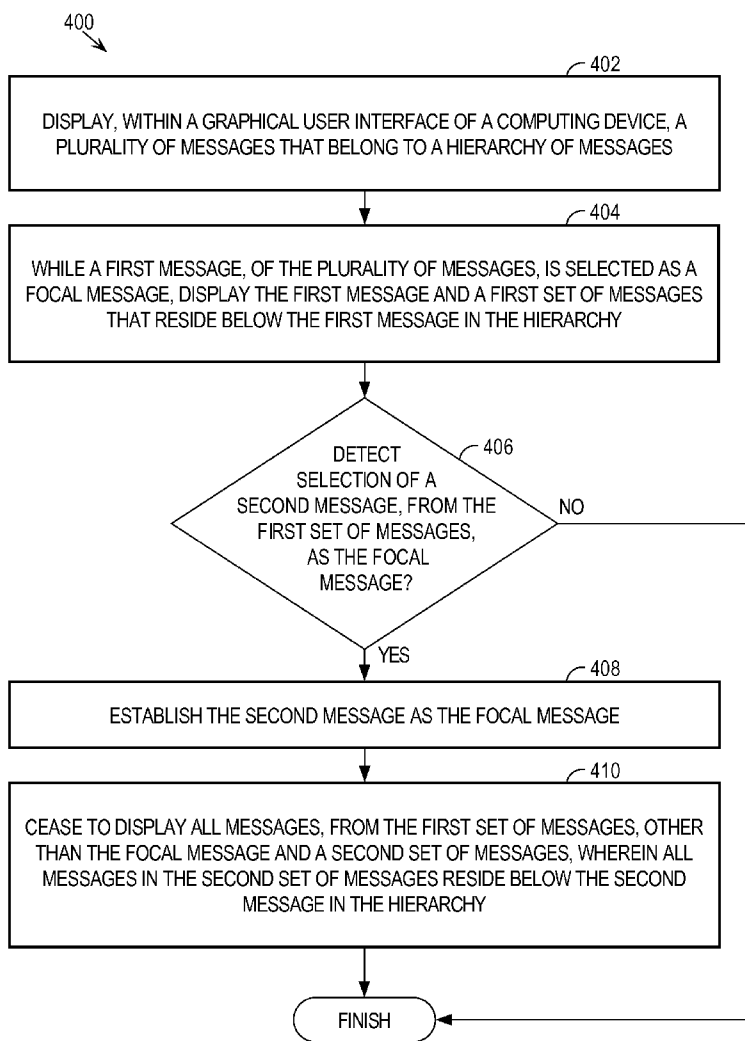 400
402
DISPLAY, WITHIN A GRAPHICAL USER INTERFACE OF A COMPUTING DEVICE, A
PLURALITY OF MESSAGES THAT BELONG TO A HIERARCHY OF MESSAGES
404
WHILE A FIRST MESSAGE, OF THE PLURALITY OF MESSAGES, IS SELECTED AS A
FOCAL MESSAGE, DISPLAY THE FIRST MESSAGE AND A FIRST SET OF MESSAGES
THAT RESIDE BELOW THE FIRST MESSAGE IN THE HIERARCHY
406
DETECT
SELECTION OF A
SECOND MESSAGE, FROM THE
FIRST SET OF MESSAGES,
AS THE FOCAL
MESSAGE?
NO
YES
408
ESTABLISH THE SECOND MESSAGE AS THE FOCAL MESSAGE
410
CEASE TO DISPLAY ALL MESSAGES, FROM THE FIRST SET OF MESSAGES, OTHER
THAN THE FOCAL MESSAGE AND A SECOND SET OF MESSAGES, WHEREIN ALL
MESSAGES IN THE SECOND SET OF MESSAGES RESIDE BELOW THE SECOND
MESSAGE IN THE HIERARCHY
FINISH